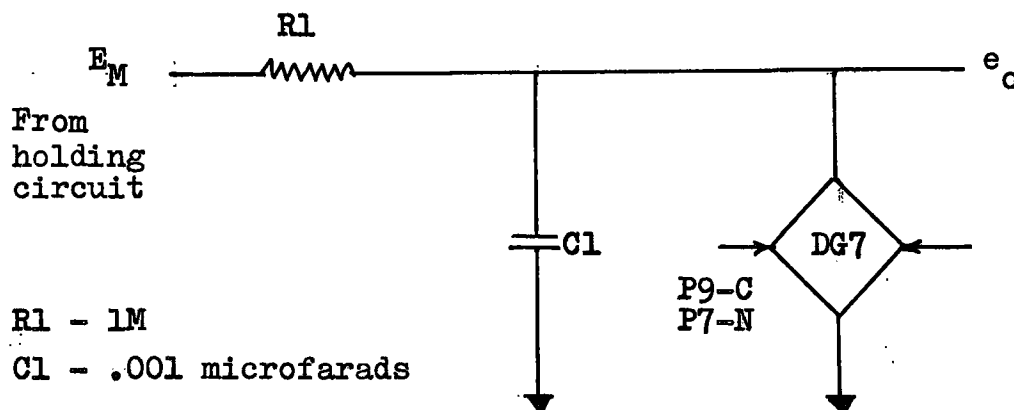 R1
E_M
e_o
From
holding
circuit
C1
DG7
P9-C
P7-N
R1 - 1M
C1 - .001 microfarads